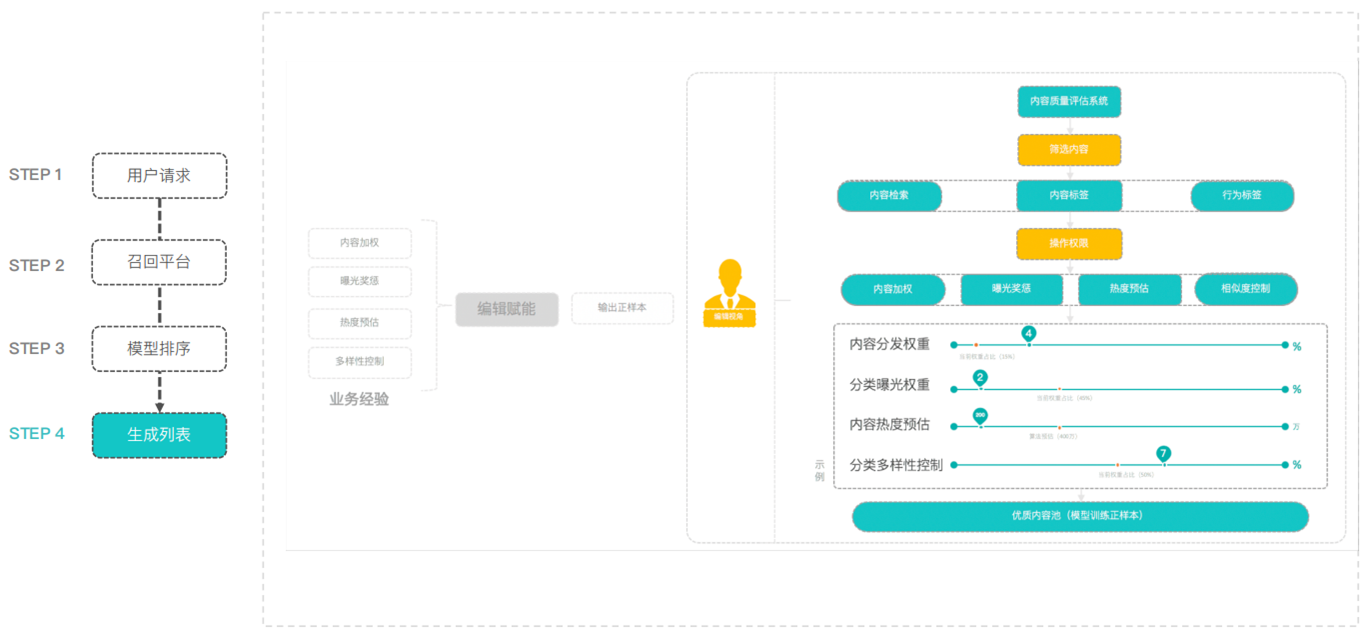 STEP 1
用户请求
STEP 2
召回平台
STEP 3
模型排序
STEP 4
生成列表
内容加权
曝光奖惩
热度预估
多样性控制
业务经验
编辑赋能
输出正样本
编辑视角
内容质量评估系统
筛选内容
内容检索
内容标签
行为标签
操作权限
内容加权
曝光奖惩
热度预估
相似度控制
示例
内容分发权重
4
%
当前权重占比（15%）
分类曝光权重
2
%
当前权重占比（40%）
内容热度预估
200
万
算法预估（400万）
分类多样性控制
7
%
当前权重占比（50%）
优质内容池（模型训练正样本）